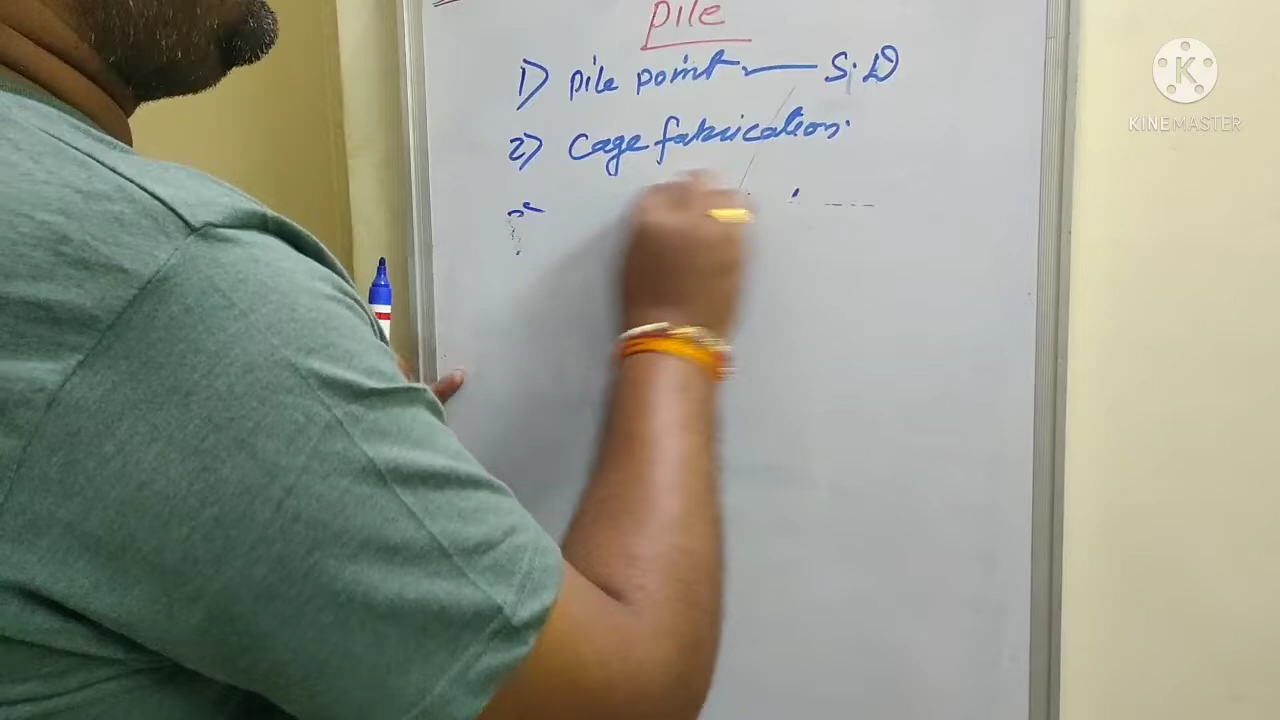 Pile
1) Pile point — S.D
2) Cage fabrication.
K
KINEMASTER